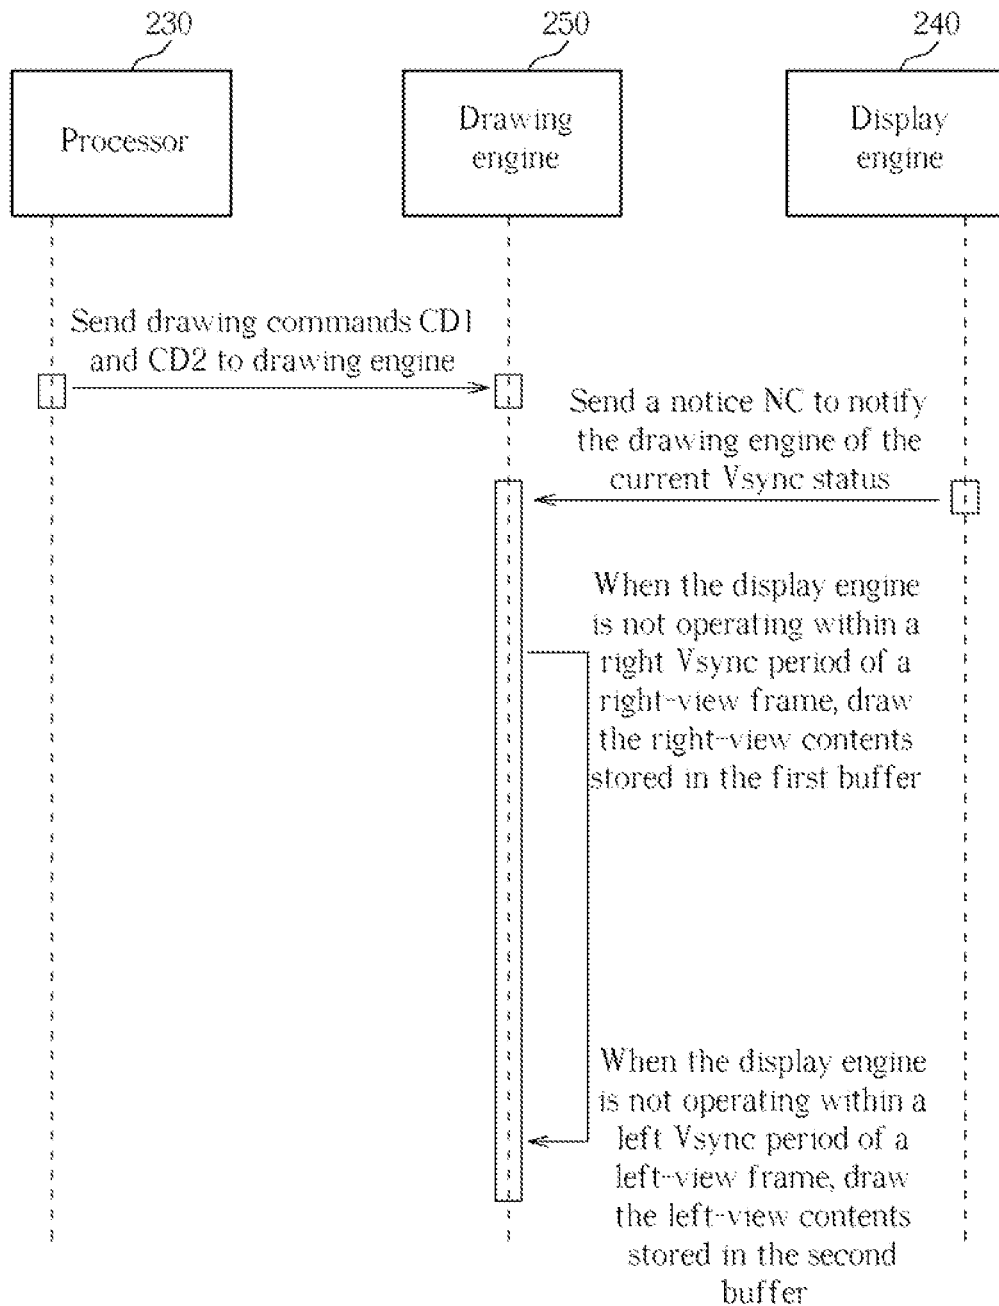 230
250
240
Processor
Drawing
engine
Display
engine
Send drawing commands CD1
and CD2 to drawing engine
Send a notice NC to notify
the drawing engine of the
current Vsync status
When the display engine
is not operating within a
right Vsync period of a
right-view frame, draw
the right-view contents
stored in the first buffer
When the display engine
is not operating within a
left Vsync period of a
left-view frame, draw
the left-view contents
stored in the second
buffer